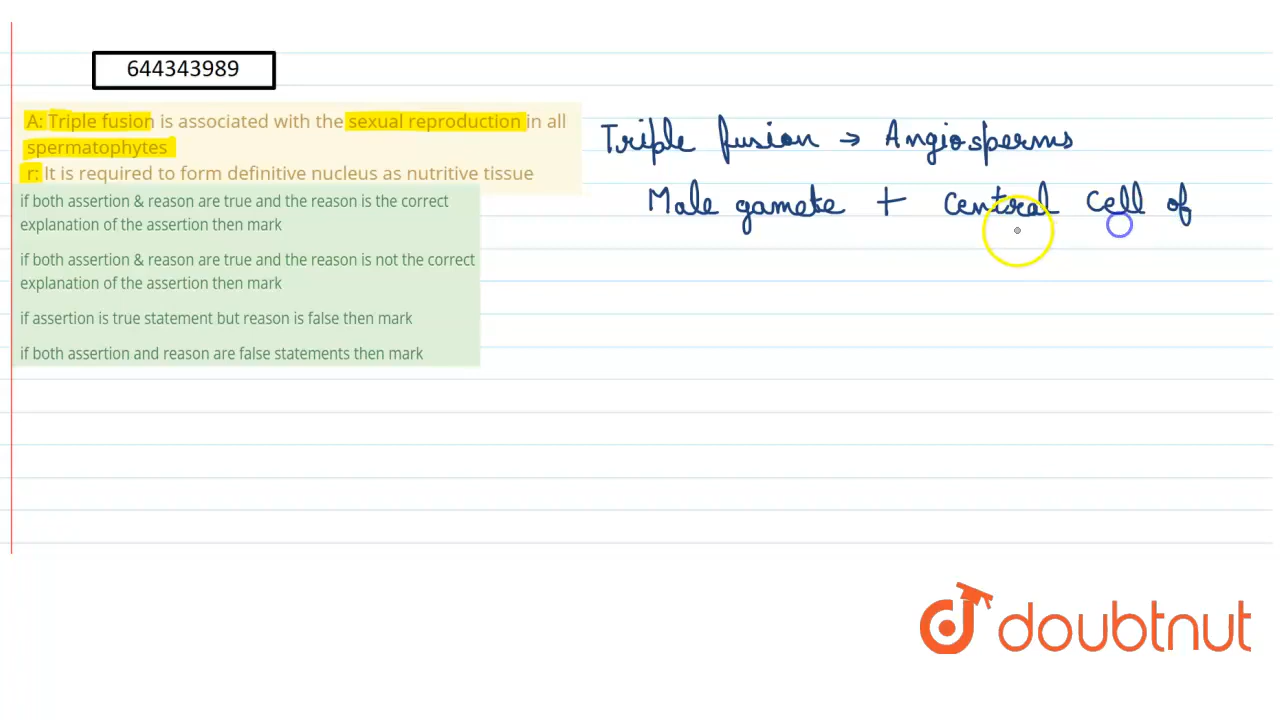 644343989
A: Triple fusion is associated with the sexual reproduction in all
spermatophytes
r: It is required to form definitive nucleus as nutritive tissue
if both assertion & reason are true and the reason is the correct
explanation of the assertion then mark
if both assertion & reason are true and the reason is not the correct
explanation of the assertion then mark
if assertion is true statement but reason is false then mark
if both assertion and reason are false statements then mark
Triple fusion → Angiosperms
Male gamete + Central cell of
doubtnut